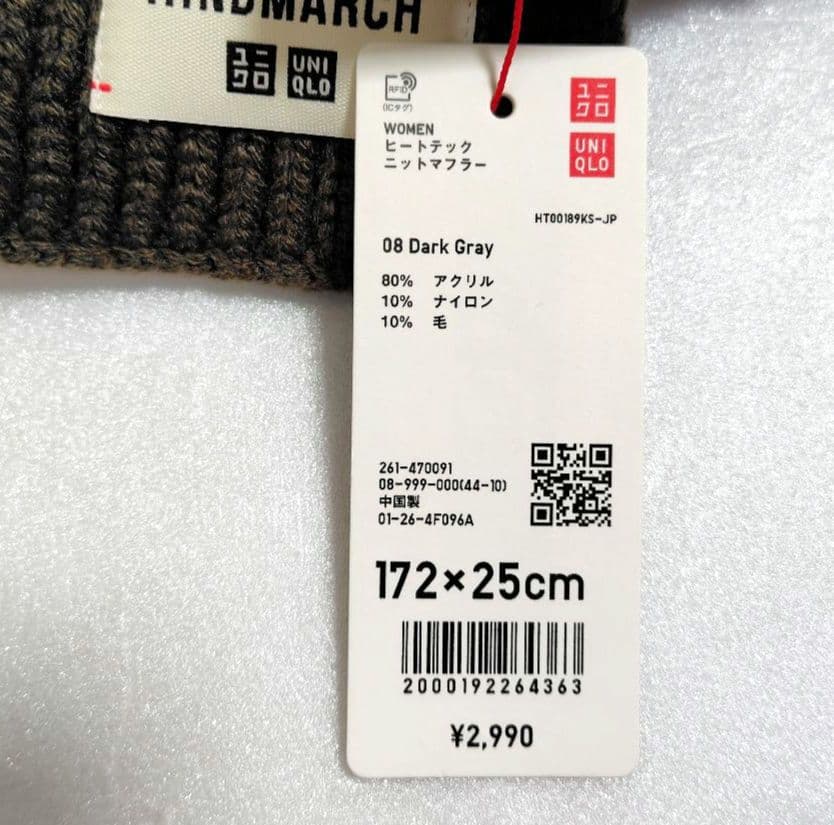 HINDMARCH
ユニクロ
UNIQLO
RFID
(ICタグ)
WOMEN
ヒートテック
ニットマフラー
ユニクロ
UNIQLO
HT00189KS-JP
08 Dark Gray
80% アクリル
10% ナイロン
10% 毛
261-470091
08-999-000(44-10)
中国製
01-26-4F096A
172×25cm
2000192264363
¥2,990